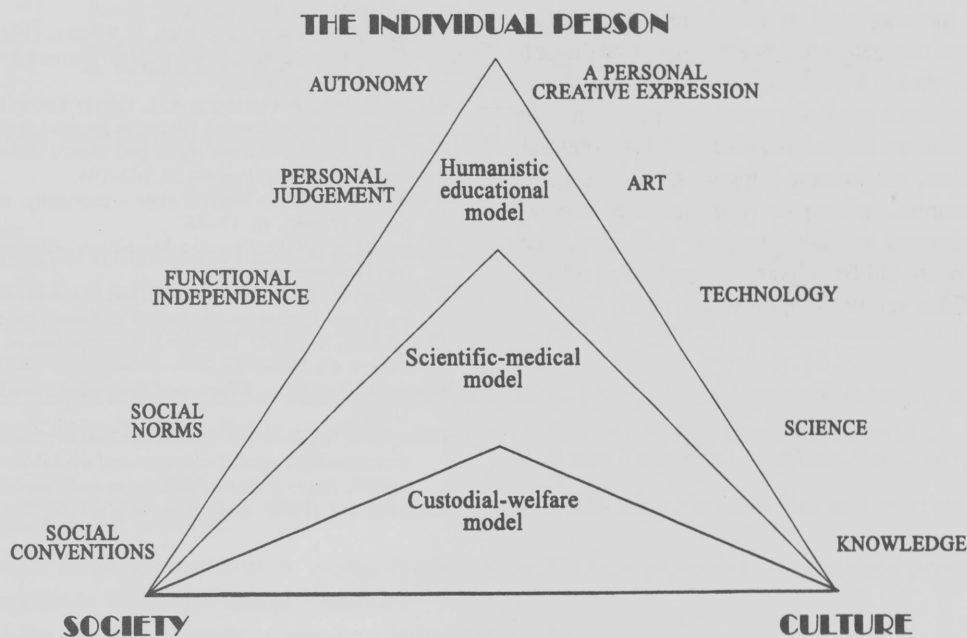 THE INDIVIDUAL PERSON
AUTONOMY
A PERSONAL
CREATIVE EXPRESSION
PERSONAL
JUDGEMENT
Humanistic
educational
model
ART
FUNCTIONAL
INDEPENDENCE
TECHNOLOGY
Scientific-medical
model
SOCIAL
NORMS
SCIENCE
Custodial-welfare
model
SOCIAL
CONVENTIONS
KNOWLEDGE
SOCIETY
CULTURE